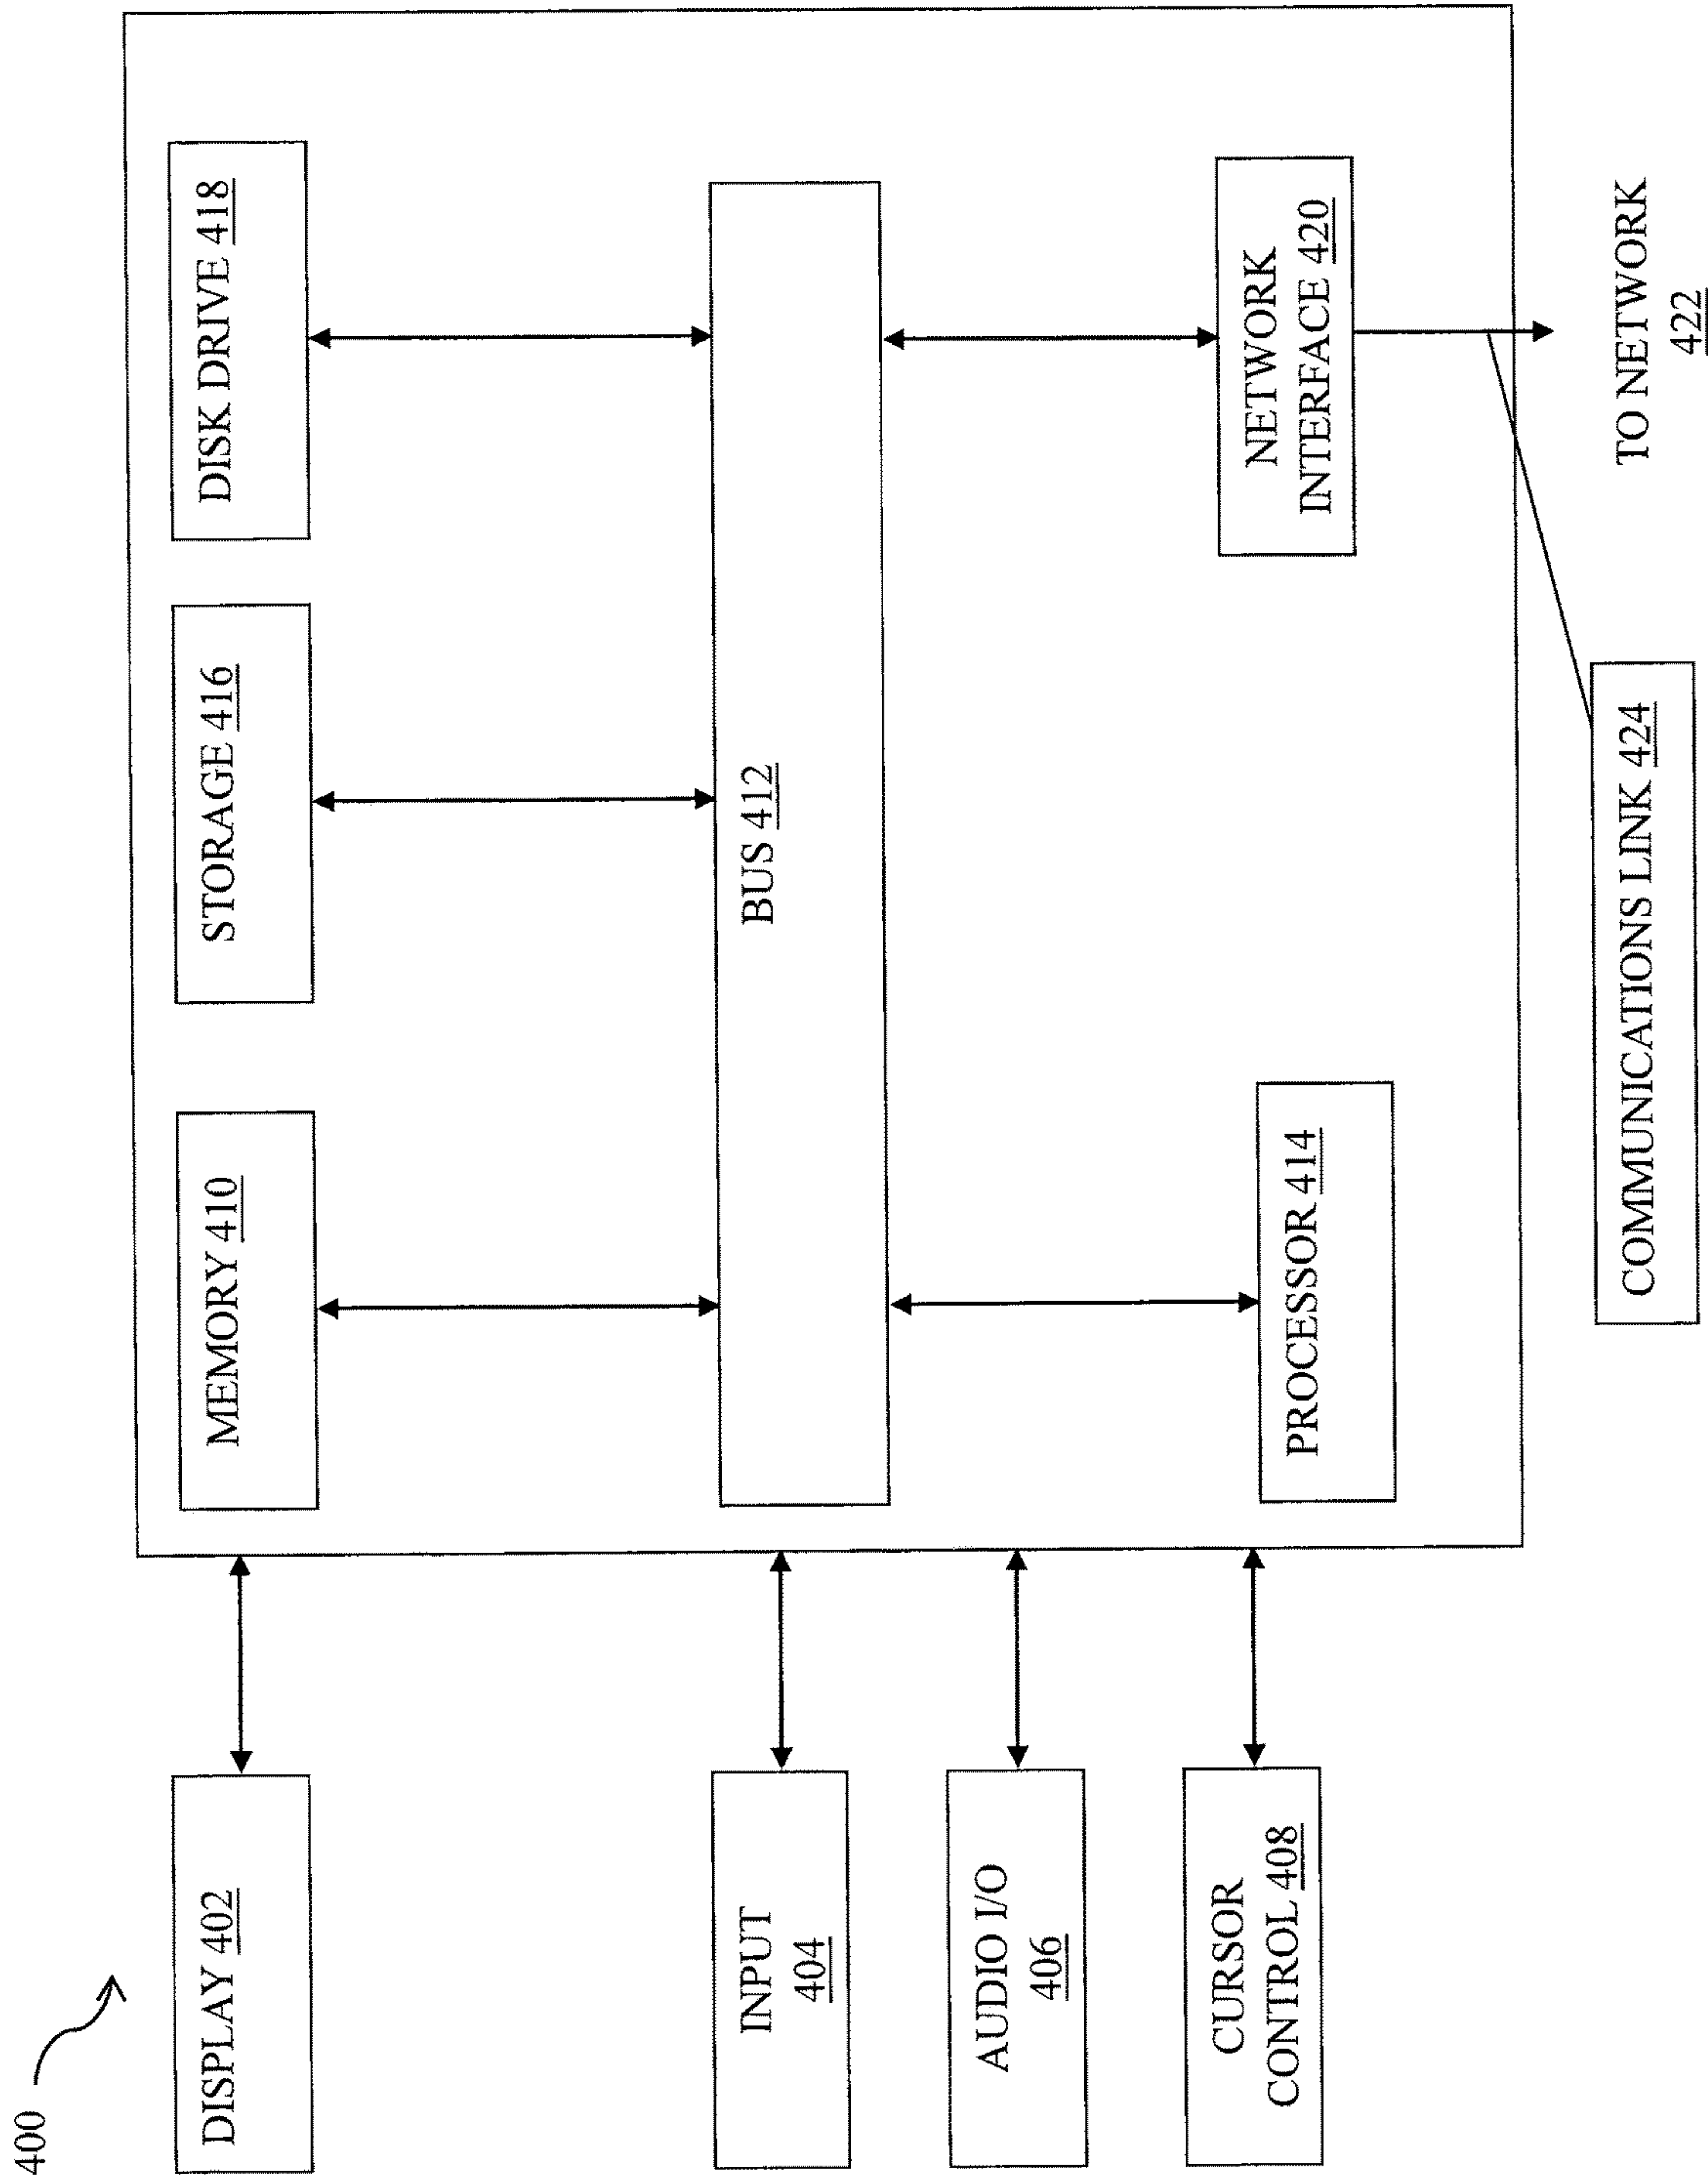 400
DISPLAY 402
INPUT
404
AUDIO I/O
406
CURSOR
CONTROL 408
MEMORY 410
STORAGE 416
DISK DRIVE 418
BUS 412
PROCESSOR 414
NETWORK
INTERFACE 420
COMMUNICATIONS LINK 424
TO NETWORK
422